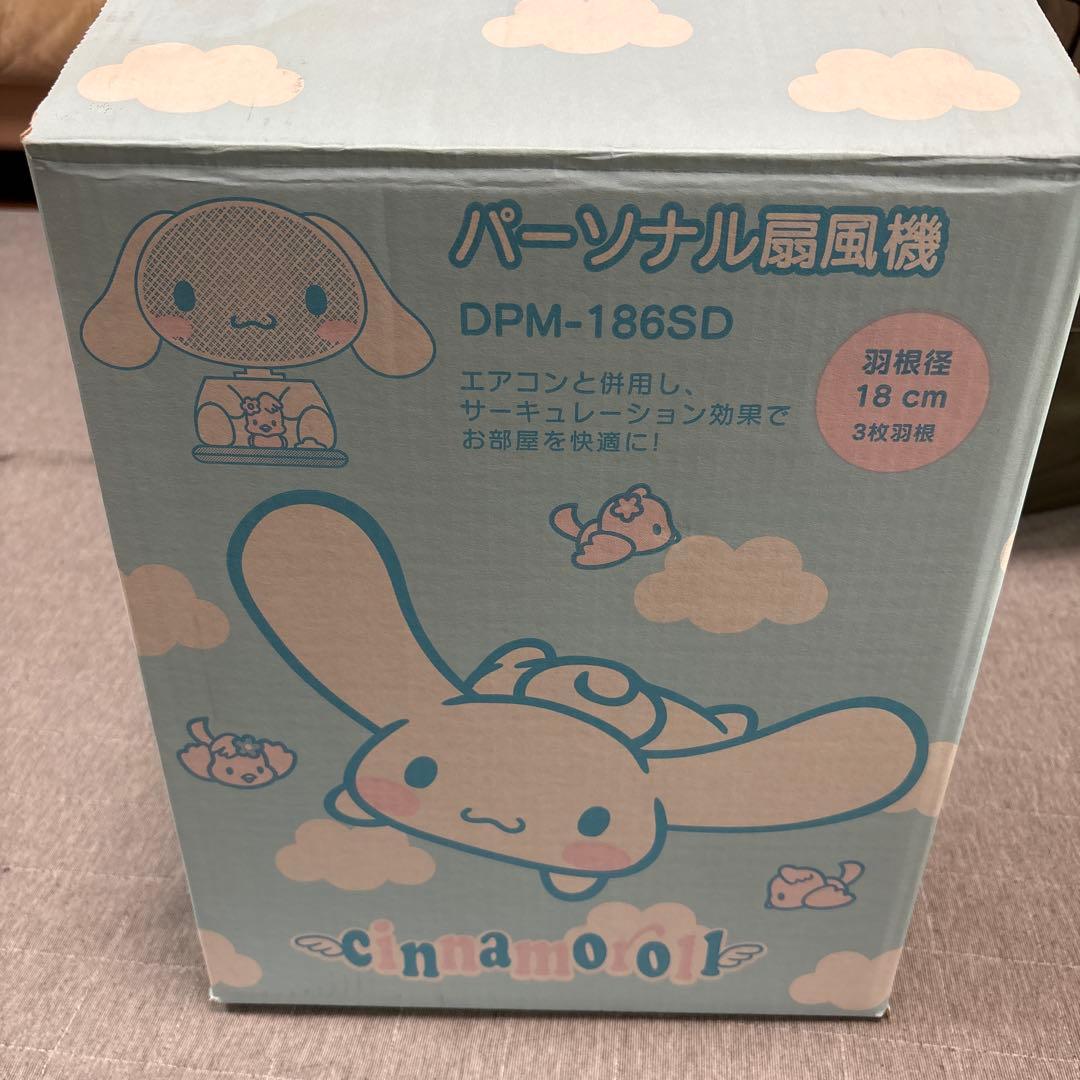 パーソナル扇風機
DPM-186SD
エアコンと併用し、
サーキュレーション効果で
お部屋を快適に!
羽根径
18 cm
3枚羽根
cinnamoroll